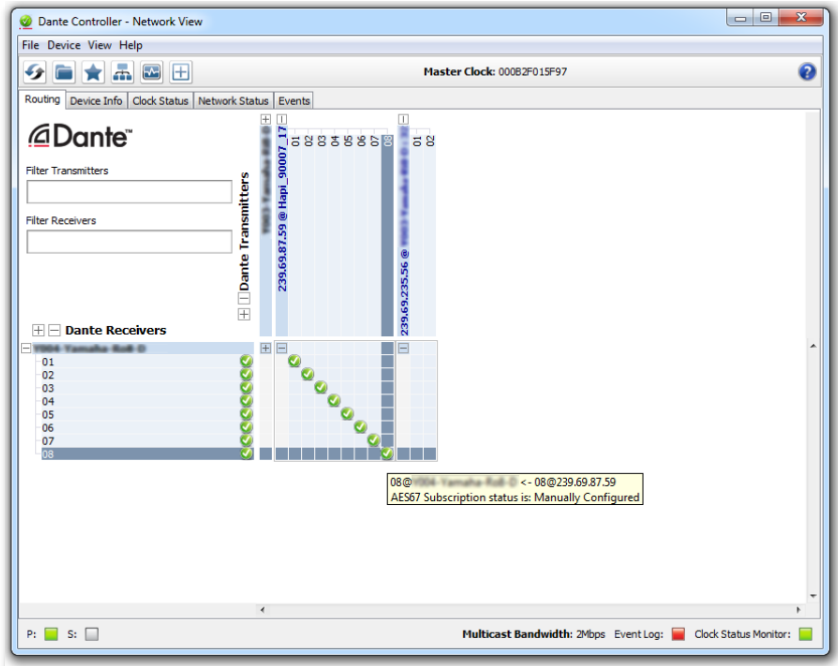 Dante Controller - Network View
File Device View Help
Master Clock: 000B2F015F97
Routing Device Info Clock Status Network Status Events
Dante™
Filter Transmitters
Filter Receivers
Dante Transmitters
239.69.87.59 @ Hapi_90007_17
01 02 03 04 05 06 07 08
239.69.235.56 @
01 02
Dante Receivers
01
02
03
04
05
06
07
08
08@ <- 08@239.69.87.59
AES67 Subscription status is: Manually Configured
P: S: Multicast Bandwidth: 2Mbps Event Log: Clock Status Monitor: